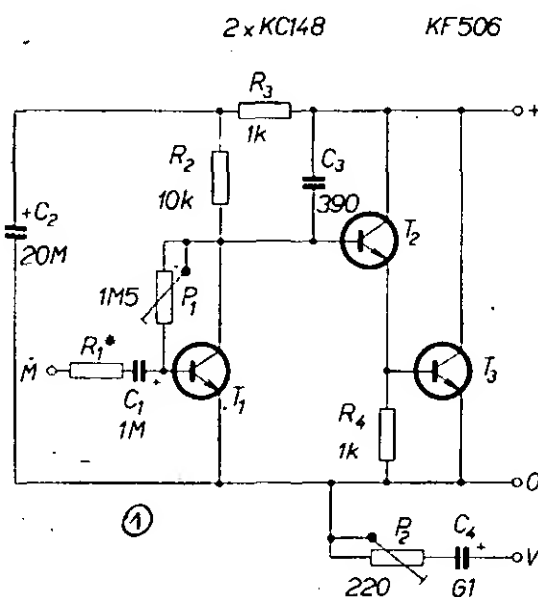 2 x KC148 KF506
R3
1k
+
R2
10k
C3
390
+ C2
20M
T2
1M5
P1
R1*
M
C1
+
1M
T1
T3
R4
1k
0
1
P2
220
C4
+
G1
V